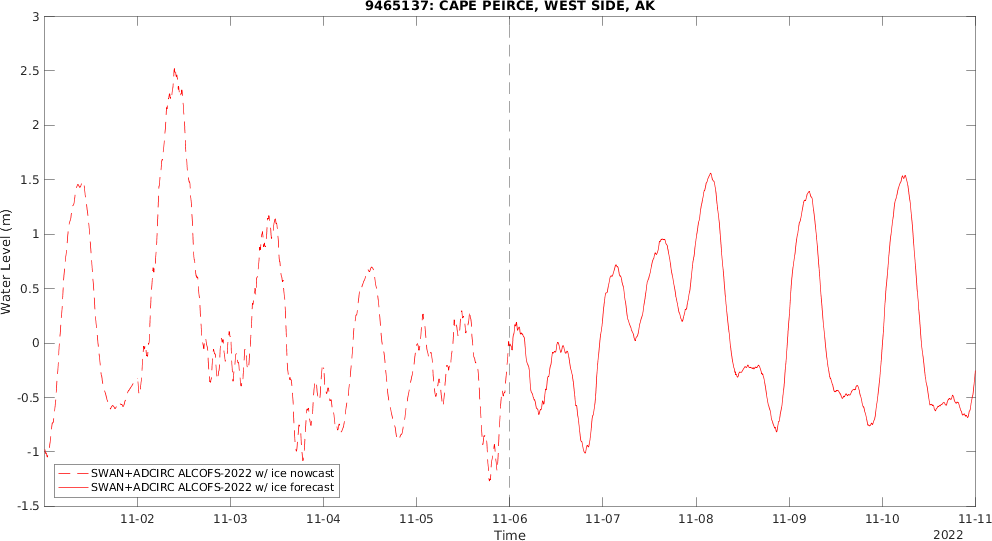 9465137: CAPE PEIRCE, WEST SIDE, AK
Water Level (m)
3
2.5
2
1.5
1
0.5
0
-0.5
-1
-1.5
SWAN+ADCIRC ALCOFS-2022 w/ ice nowcast
SWAN+ADCIRC ALCOFS-2022 w/ ice forecast
11-02 11-03 11-04 11-05 11-06 11-07 11-08 11-09 11-10 11-11
Time
2022